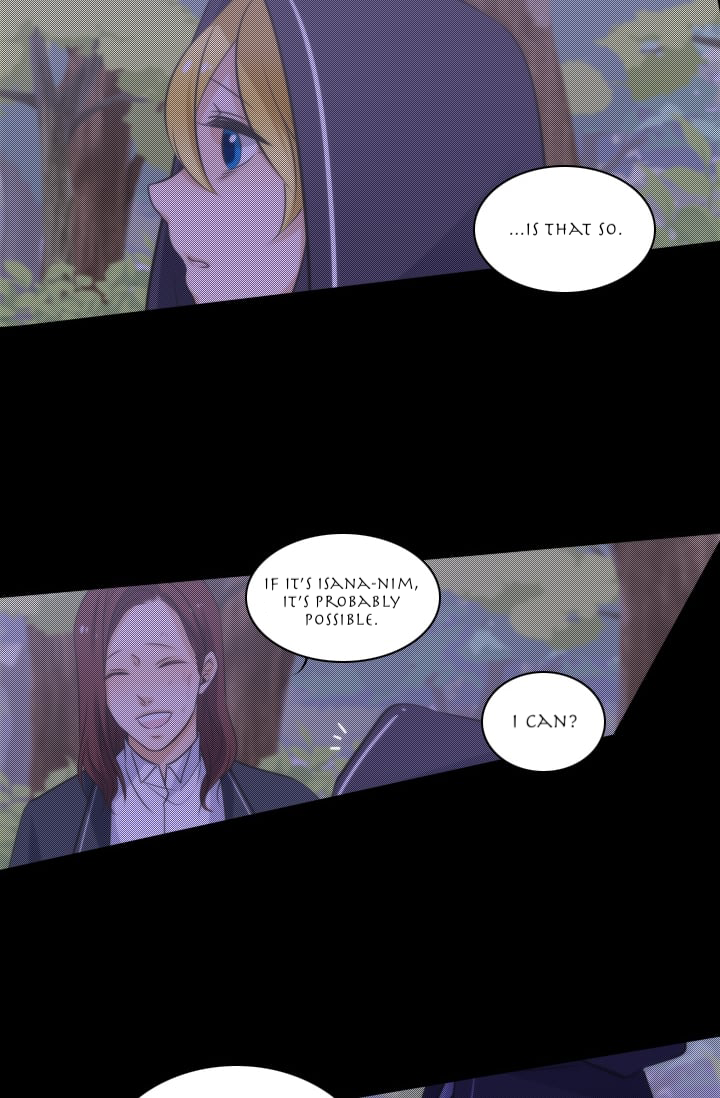 ...IS THAT SO.
IF IT'S ISANA-NIM,
IT'S PROBABLY
POSSIBLE.
I CAN?